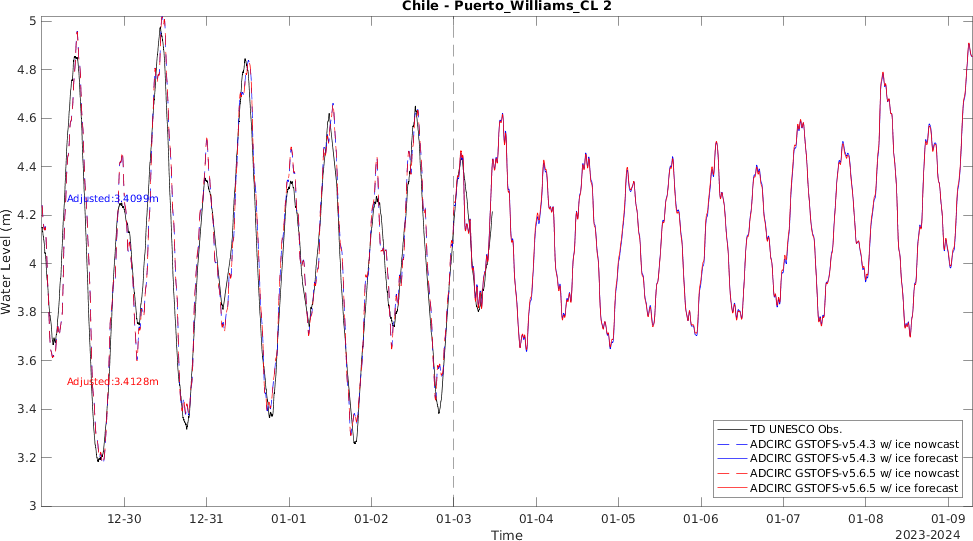 Chile - Puerto_Williams_CL 2
5
4.8
4.6
4.4
4.2
4
3.8
3.6
3.4
3.2
3
Water Level (m)
Adjusted:3.4099m
Adjusted:3.4128m
TD UNESCO Obs.
ADCIRC GSTOFS-v5.4.3 w/ ice nowcast
ADCIRC GSTOFS-v5.4.3 w/ ice forecast
ADCIRC GSTOFS-v5.6.5 w/ ice nowcast
ADCIRC GSTOFS-v5.6.5 w/ ice forecast
12-30 12-31 01-01 01-02 01-03 01-04 01-05 01-06 01-07 01-08 01-09
Time
2023-2024